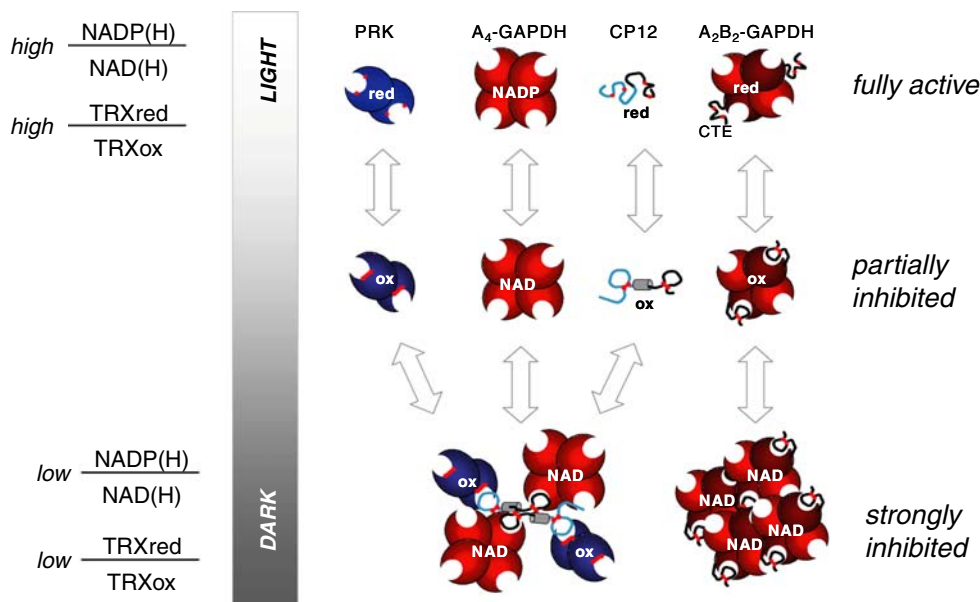 PRK A₄-GAPDH CP12 A₂B₂-GAPDH
high NADP(H)
NAD(H)
high TRXred
TRXox
LIGHT
red NADP red red
CTE
fully active
ox NAD ox ox
partially
inhibited
low NADP(H)
NAD(H)
low TRXred
TRXox
DARK
ox NAD
NAD ox
NAD
NAD NAD
NAD
strongly
inhibited